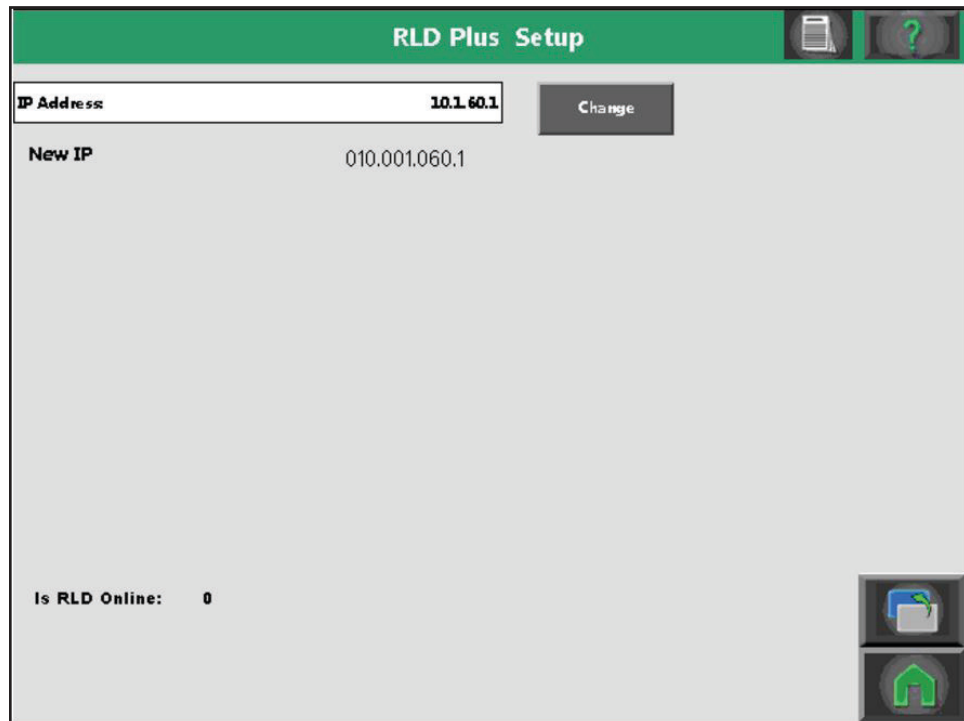 RLD Plus Setup ?
IP Address: 10.1.60.1 Change
New IP 010.001.060.1
Is RLD Online: 0